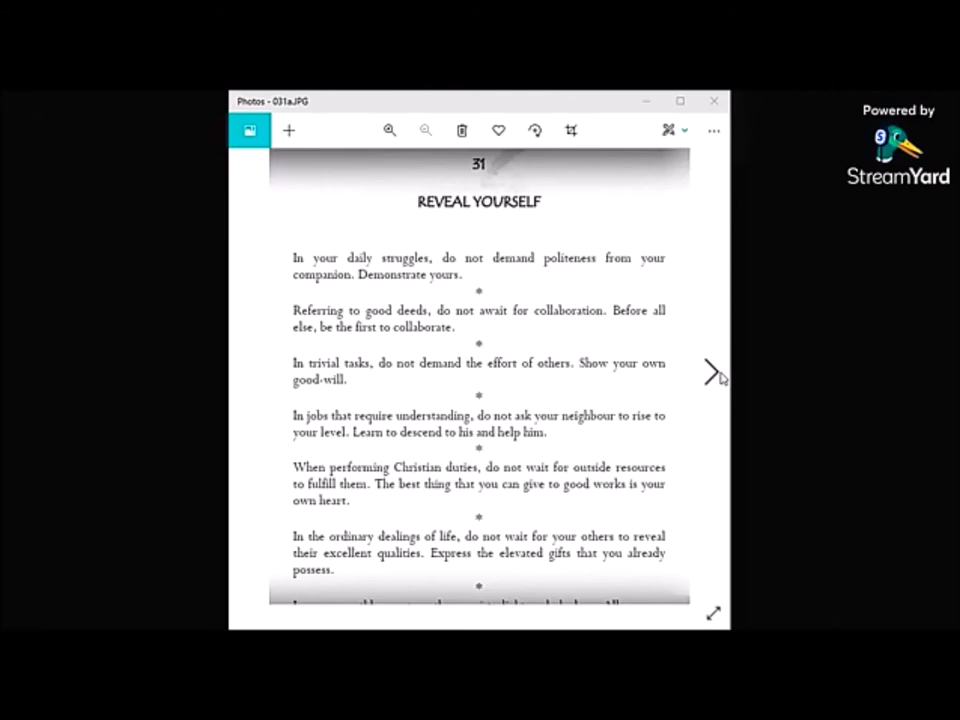 Photos - 031a.JPG
Powered by
S
StreamYard
31
REVEAL YOURSELF
In your daily struggles, do not demand politeness from your
companion. Demonstrate yours.
*
Referring to good deeds, do not await for collaboration. Before all
else, be the first to collaborate.
*
In trivial tasks, do not demand the effort of others. Show your own
good-will.
*
In jobs that require understanding, do not ask your neighbour to rise to
your level. Learn to descend to his and help him.
*
When performing Christian duties, do not wait for outside resources
to fulfill them. The best thing that you can give to good works is your
own heart.
*
In the ordinary dealings of life, do not wait for your others to reveal
their excellent qualities. Express the elevated gifts that you already
possess.
*